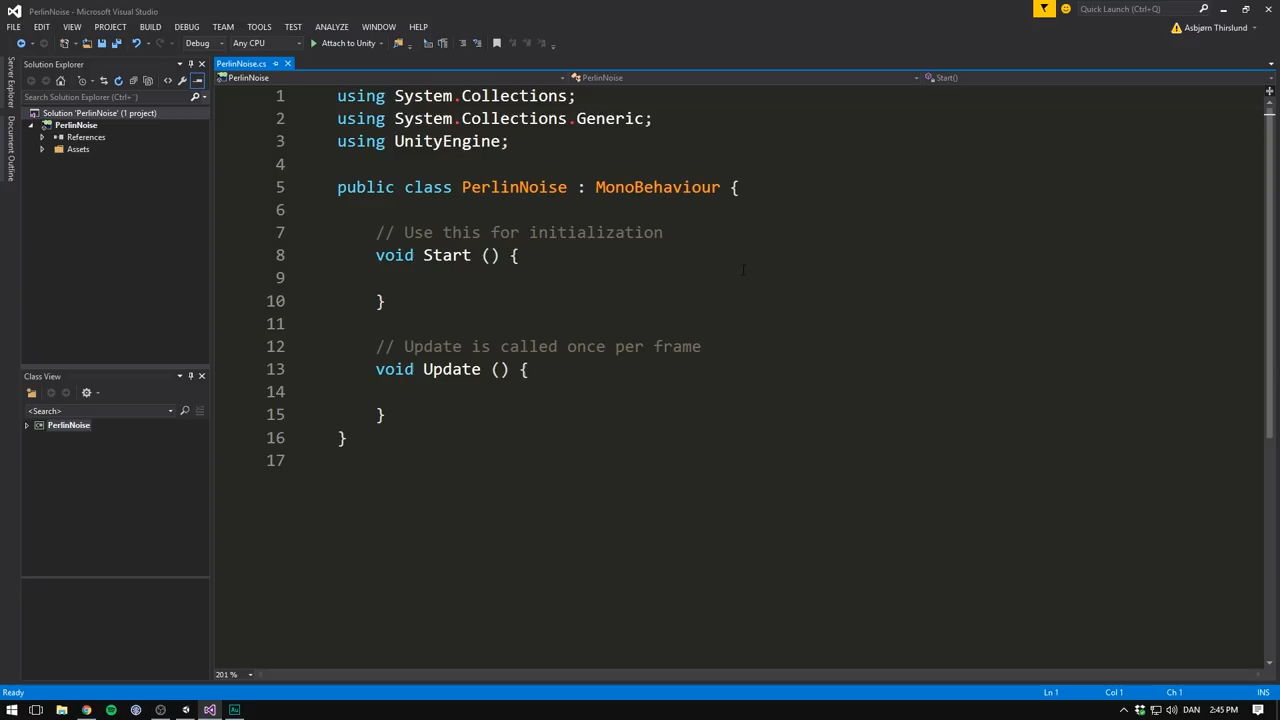 PerlinNoise - Microsoft Visual Studio
Quick Launch (Ctrl+Q)
FILE EDIT VIEW PROJECT BUILD DEBUG TEAM TOOLS TEST ANALYZE WINDOW HELP
Asbjørn Thirslund
Debug Any CPU Attach to Unity
Server Explorer
Document Outline
Solution Explorer
Search Solution Explorer (Ctrl+¨)
Solution 'PerlinNoise' (1 project)
PerlinNoise
References
Assets
Class View
<Search>
PerlinNoise
PerlinNoise.cs
PerlinNoise PerlinNoise Start()
1 using System.Collections;
2 using System.Collections.Generic;
3 using UnityEngine;
4
5 public class PerlinNoise : MonoBehaviour {
6
7 // Use this for initialization
8 void Start () {
9
10 }
11
12 // Update is called once per frame
13 void Update () {
14
15 }
16 }
17
201 %
Ready Ln 1 Col 1 Ch 1 INS
DAN 2:45 PM